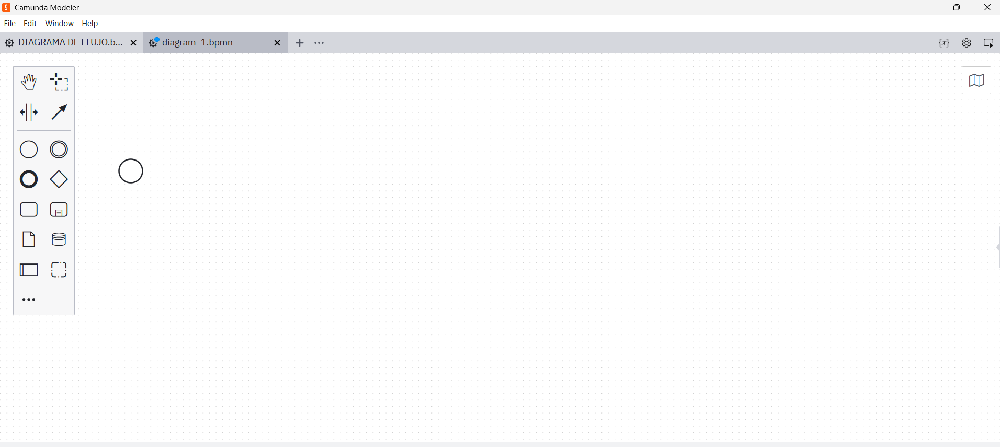 Camunda Modeler
File Edit Window Help
DIAGRAMA DE FLUJO.b... diagram_1.bpmn
{x}